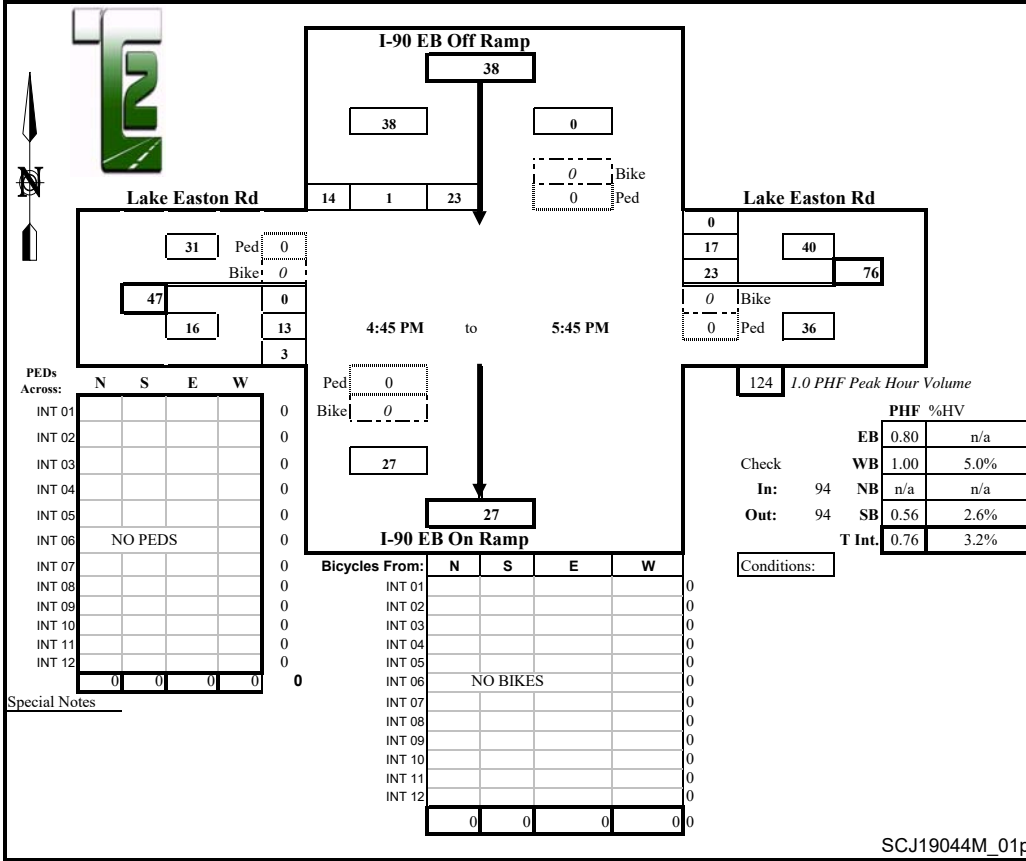 T2
I-90 EB Off Ramp
38
38 0
0 Bike
0 Ped
N
Lake Easton Rd 14 1 23 Lake Easton Rd
0
31 Ped 0 17 40
Bike 0 23 76
47 0 0 Bike
16 13 4:45 PM to 5:45 PM 0 Ped 36
3
PEDs
Across: N S E W
Ped 0 124 1.0 PHF Peak Hour Volume
Bike 0 PHF %HV
EB 0.80 n/a
27 Check WB 1.00 5.0%
In: 94 NB n/a n/a
27 Out: 94 SB 0.56 2.6%
I-90 EB On Ramp T Int. 0.76 3.2%
Conditions:
INT 01 0
INT 02 0
INT 03 0
INT 04 0
INT 05 0
INT 06 NO PEDS 0
INT 07 0
INT 08 0
INT 09 0
INT 10 0
INT 11 0
INT 12 0
0 0 0 0 0
Special Notes
Bicycles From: N S E W
INT 01 0
INT 02 0
INT 03 0
INT 04 0
INT 05 0
INT 06 NO BIKES 0
INT 07 0
INT 08 0
INT 09 0
INT 10 0
INT 11 0
INT 12 0
0 0 0 0 0
SCJ19044M_01p